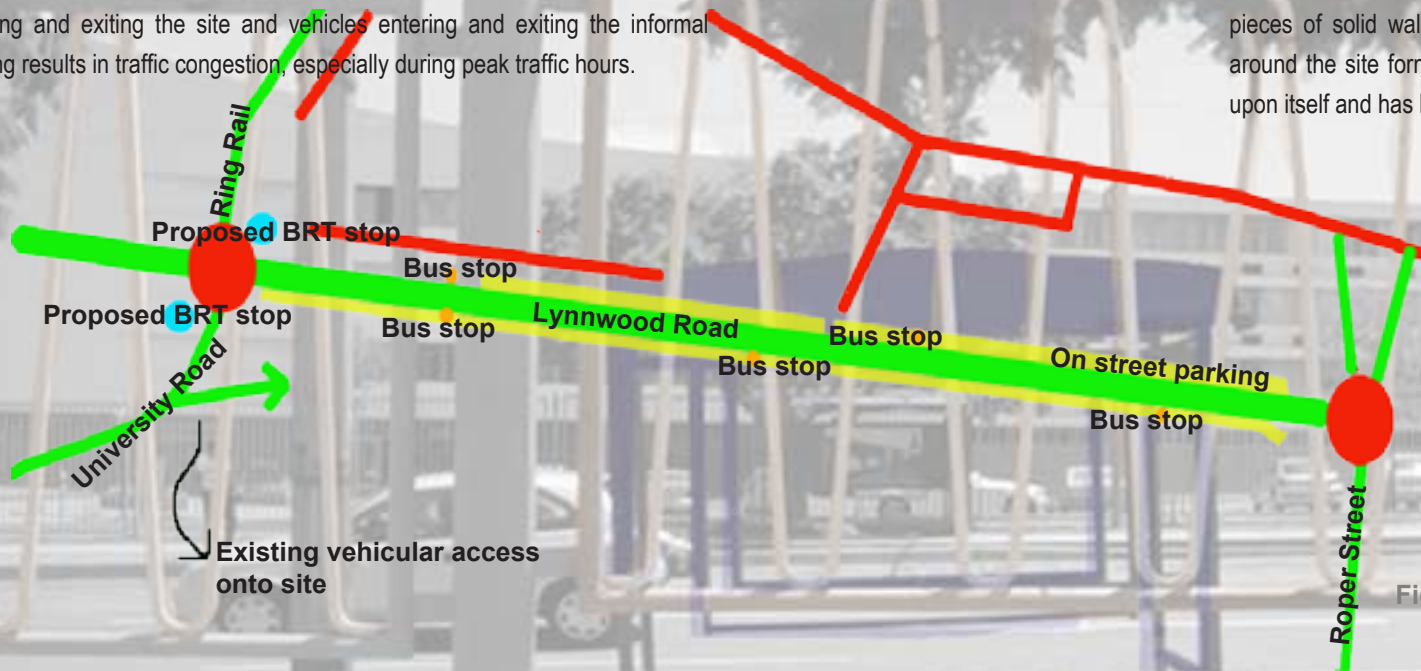 ng and exiting the site and vehicles entering and exiting the informal
ng results in traffic congestion, especially during peak traffic hours.
pieces of solid wal
around the site form
upon itself and has
Ring Rail
Proposed BRT stop
Bus stop
Proposed BRT stop
Bus stop
Lynnwood Road
Bus stop
Bus stop
On street parking
Bus stop
University Road
Existing vehicular access
onto site
Roper Street